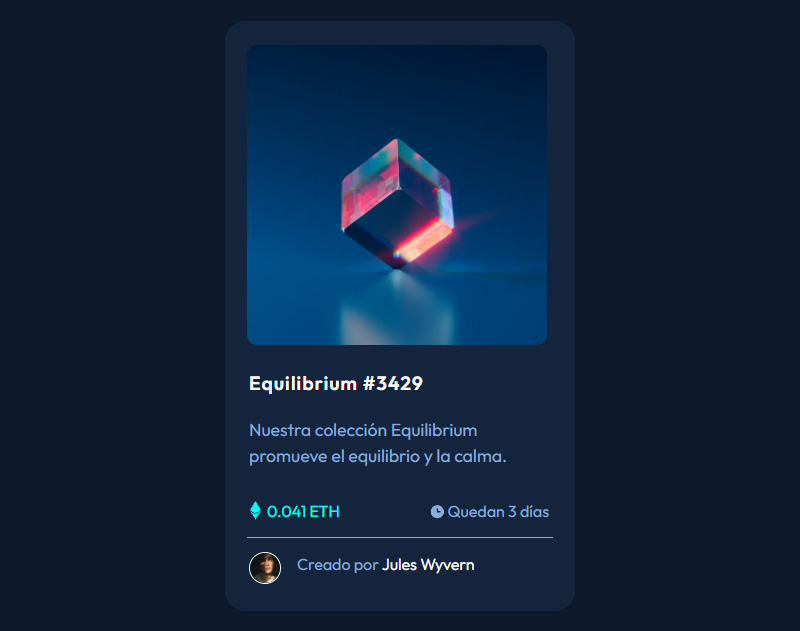 Equilibrium #3429
Nuestra colección Equilibrium
promueve el equilibrio y la calma.
0.041 ETH
Quedan 3 días
Creado por Jules Wyvern